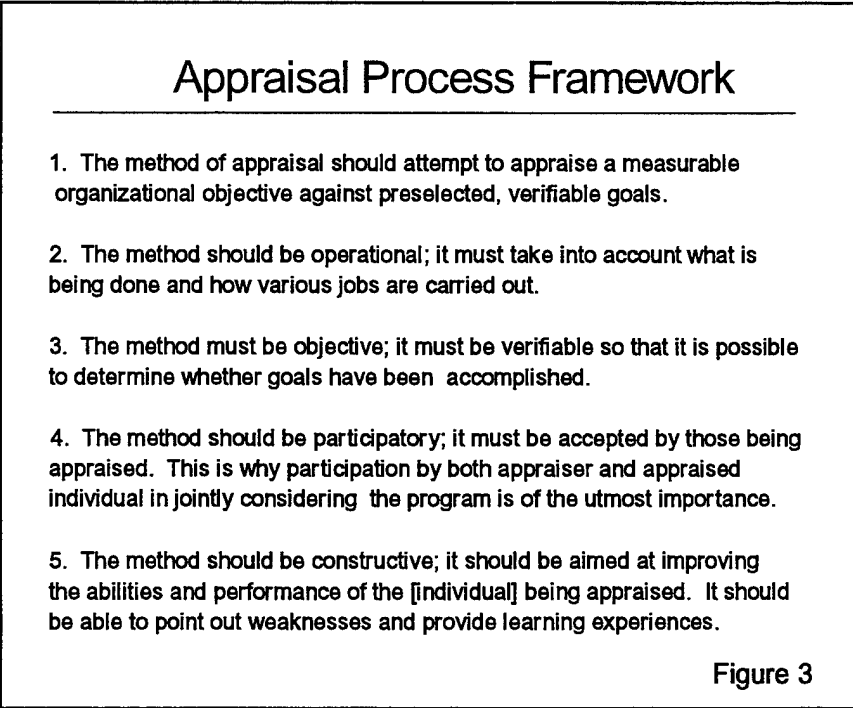 Appraisal Process Framework
1. The method of appraisal should attempt to appraise a measurable
organizational objective against preselected, verifiable goals.
2. The method should be operational; it must take into account what is
being done and how various jobs are carried out.
3. The method must be objective; it must be verifiable so that it is possible
to determine whether goals have been accomplished.
4. The method should be participatory; it must be accepted by those being
appraised. This is why participation by both appraiser and appraised
individual in jointly considering the program is of the utmost importance.
5. The method should be constructive; it should be aimed at improving
the abilities and performance of the [individual] being appraised. It should
be able to point out weaknesses and provide learning experiences.
Figure 3